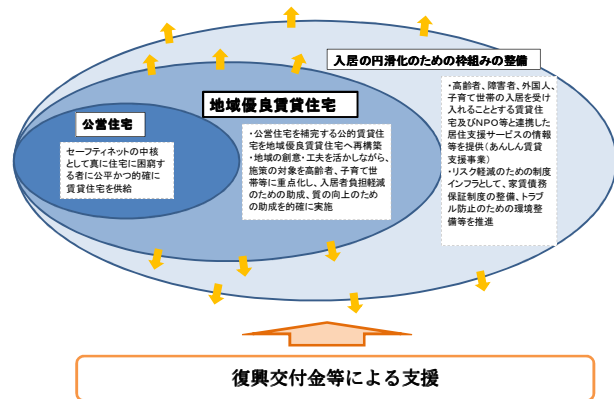 入居の円滑化のための枠組みの整備
・高齢者、障害者、外国人、
子育て世帯の入居を受け
入れることとする賃貸住
宅及びNPO等と連携した
居住支援サービスの情報
等を提供(あんしん賃貸
支援事業)
・リスク軽減のための制度
インフラとして、家賃債務
保証制度の整備、トラブ
ル防止のための環境整
備等を推進
地域優良賃貸住宅
・公営住宅を補完する公的賃貸住
宅を地域優良賃貸住宅へ再構築
・地域の創意・工夫を活かしながら、
施策の対象を高齢者、子育て世
帯等に重点化し、入居者負担軽減
のための助成、質の向上のため
の助成を的確に実施
公営住宅
セーフティネットの中核
として真に住宅に困窮す
る者に公平かつ的確に
賃貸住宅を供給
復興交付金等による支援